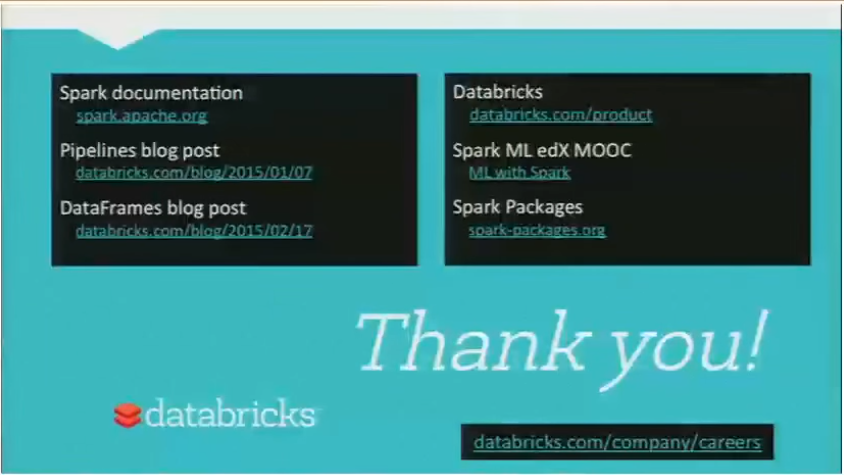 Spark documentation
spark.apache.org
Pipelines blog post
databricks.com/blog/2015/01/07
DataFrames blog post
databricks.com/blog/2015/02/17
Databricks
databricks.com/product
Spark ML edX MOOC
ML with Spark
Spark Packages
spark-packages.org
Thank you!
databricks
databricks.com/company/careers